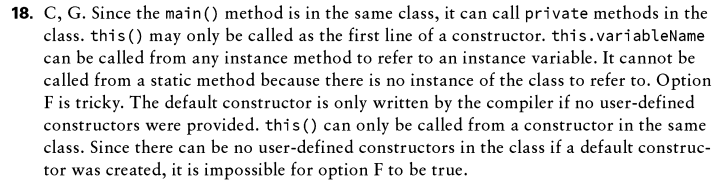 18. C, G. Since the main() method is in the same class, it can call private methods in the
class. this() may only be called as the first line of a constructor. this.variableName
can be called from any instance method to refer to an instance variable. It cannot be
called from a static method because there is no instance of the class to refer to. Option
F is tricky. The default constructor is only written by the compiler if no user-defined
constructors were provided. this() can only be called from a constructor in the same
class. Since there can be no user-defined constructors in the class if a default construc-
tor was created, it is impossible for option F to be true.